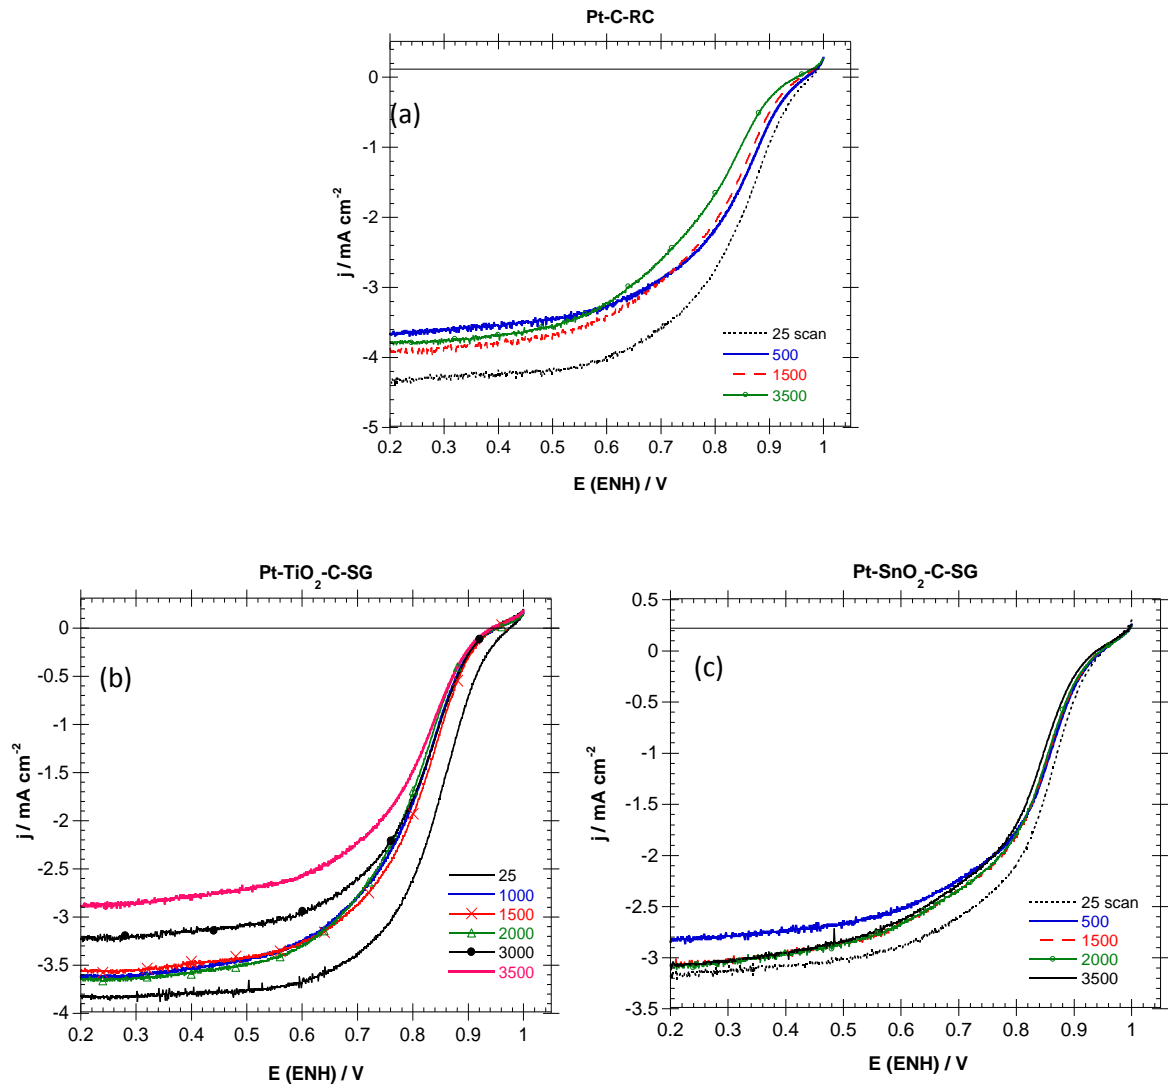 Pt-C-RC
(a)
0
-1
-2
-3
-4
-5
j / mA cm-2
25 scan
500
1500
3500
0.2 0.3 0.4 0.5 0.6 0.7 0.8 0.9 1
E (ENH) / V
Pt-TiO2-C-SG
(b)
0
-0.5
-1
-1.5
-2
-2.5
-3
-3.5
-4
j / mA cm-2
25
1000
1500
2000
3000
3500
0.2 0.3 0.4 0.5 0.6 0.7 0.8 0.9 1
E (ENH) / V
Pt-SnO2-C-SG
(c)
0.5
0
-0.5
-1
-1.5
-2
-2.5
-3
-3.5
j / mA cm-2
25 scan
500
1500
2000
3500
0.2 0.3 0.4 0.5 0.6 0.7 0.8 0.9 1
E (ENH) / V